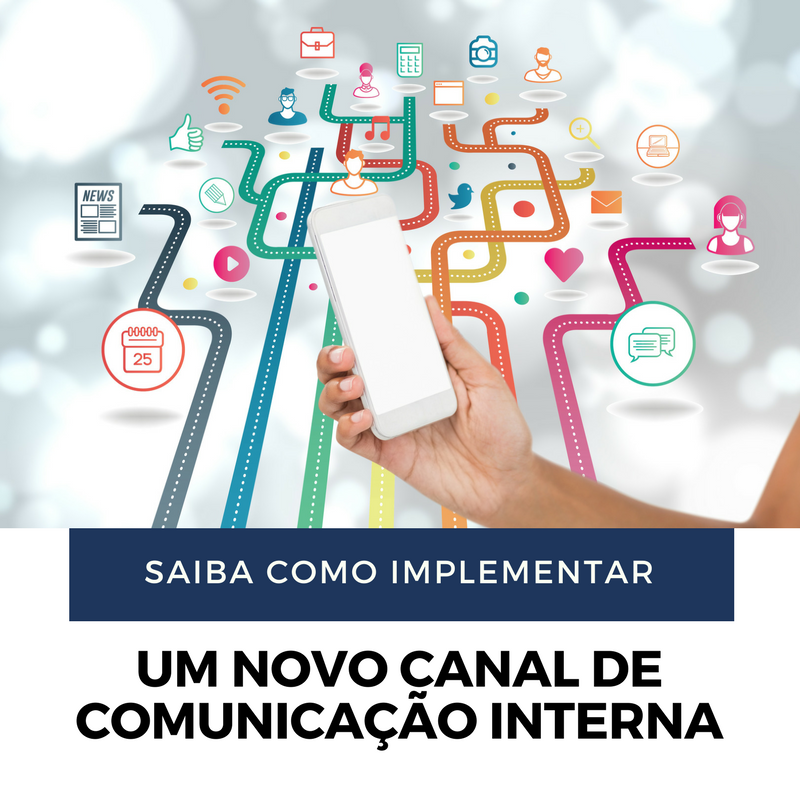 NEWS
25
SAIBA COMO IMPLEMENTAR
UM NOVO CANAL DE
COMUNICAÇÃO INTERNA